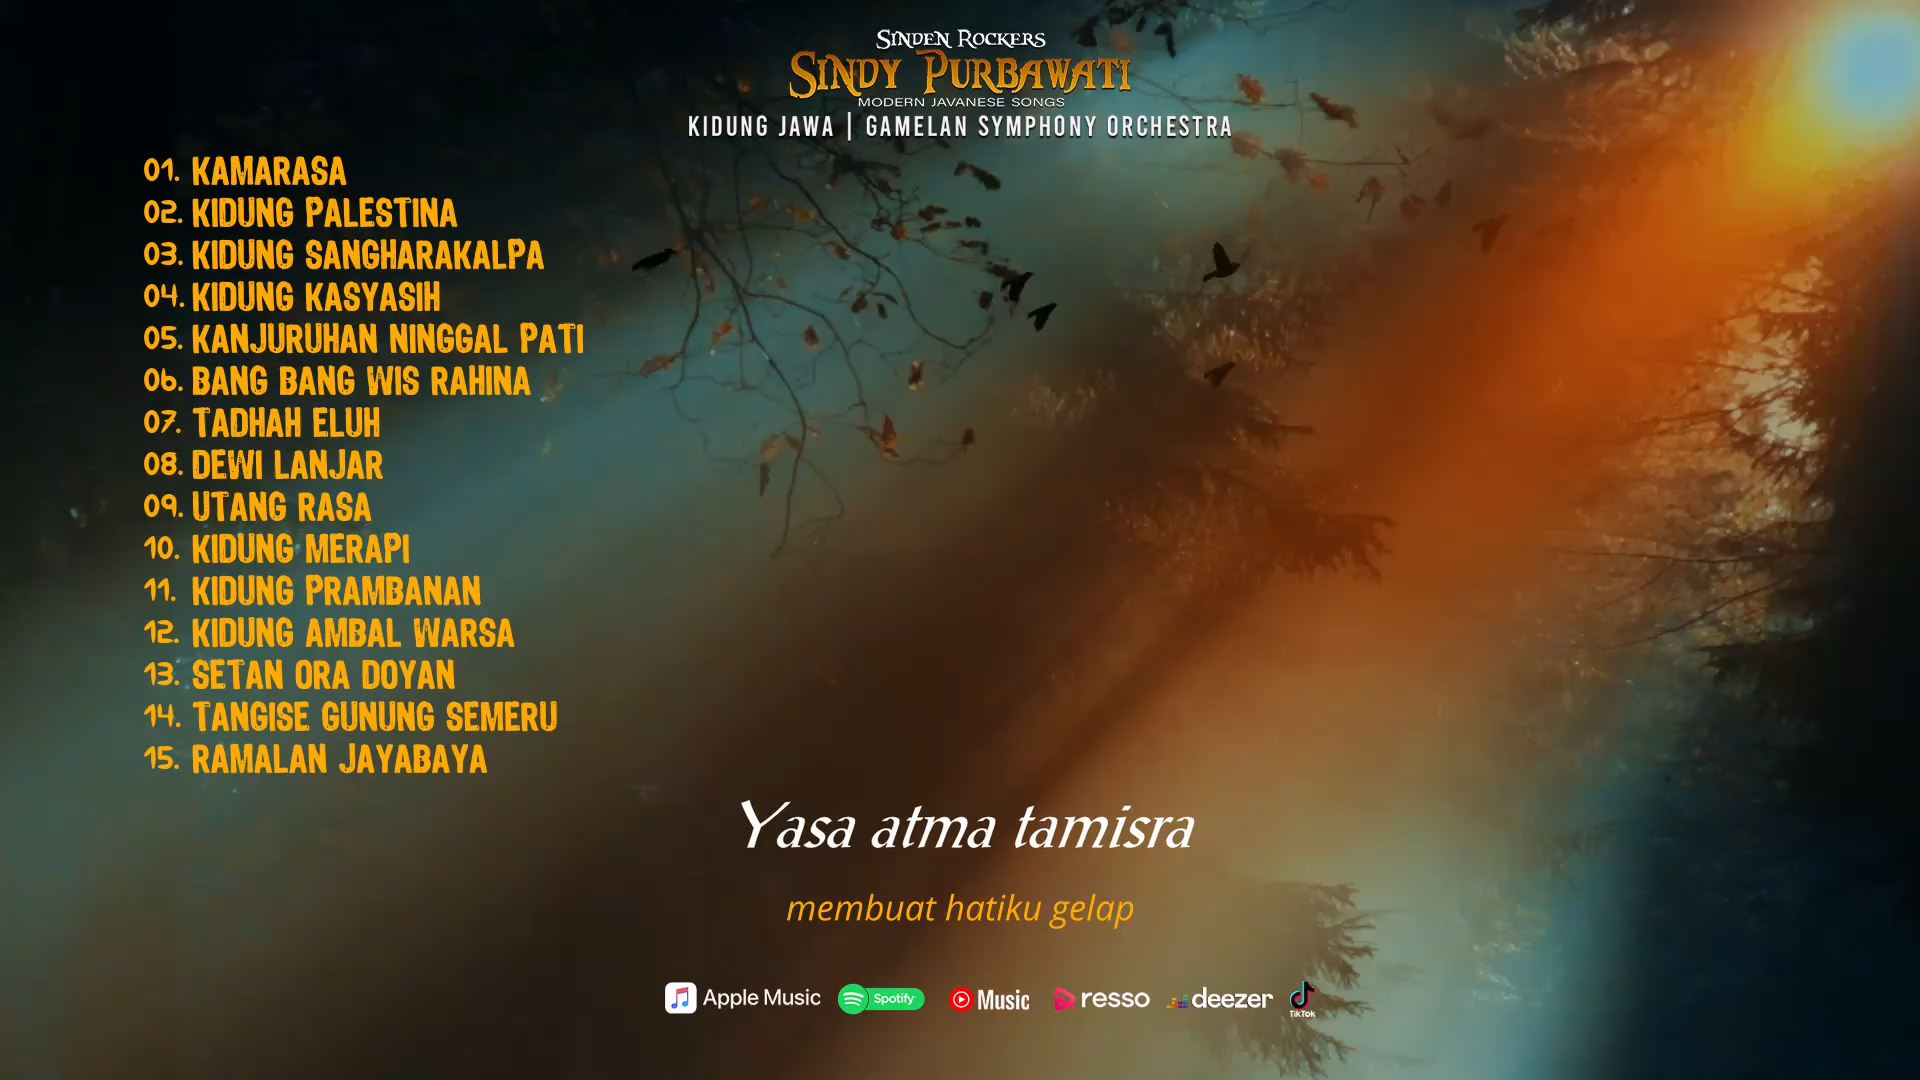 SINDEN ROCKERS
SINDY PURBAWATI
MODERN JAVANESE SONGS
KIDUNG JAWA | GAMELAN SYMPHONY ORCHESTRA
01. KAMARASA
02. KIDUNG PALESTINA
03. KIDUNG SANGHARAKALPA
04. KIDUNG KASYASIH
05. KANJURUHAN NINGGAL PATI
06. BANG BANG WIS RAHINA
07. TADHAH ELUH
08. DEWI LANJAR
09. UTANG RASA
10. KIDUNG MERAPI
11. KIDUNG PRAMBANAN
12. KIDUNG AMBAL WARSA
13. SETAN ORA DOYAN
14. TANGISE GUNUNG SEMERU
15. RAMALAN JAYABAYA
Yasa atma tamisra
membuat hatiku gelap
Apple Music Spotify Music resso deezer TikTok